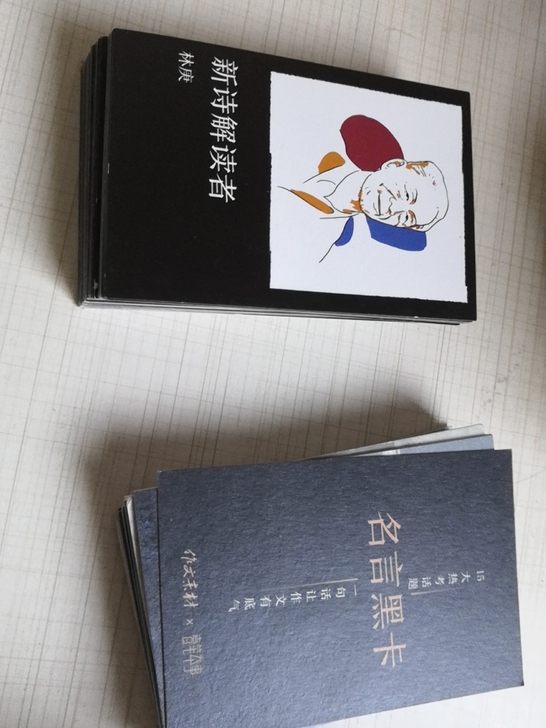 新诗解读者
林庚
15大热考话题
名言黑卡
一句话让作文有底气
作文素材 ×